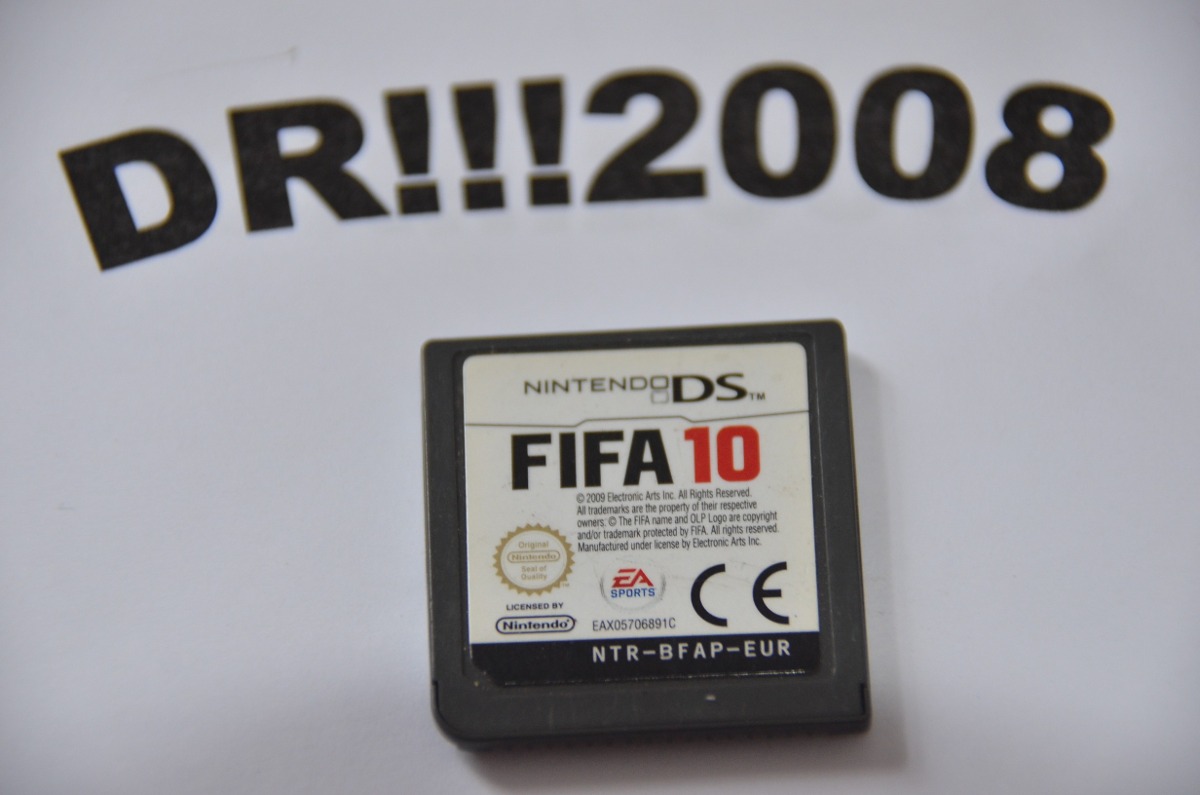 DR!!!2008
NINTENDO DS™
FIFA 10
© 2009 Electronic Arts Inc. All Rights Reserved.
All trademarks are the property of their respective
owners. © The FIFA name and OLP Logo are copyright
and/or trademark protected by FIFA. All rights reserved.
Manufactured under license by Electronic Arts Inc.
Original
Nintendo
Seal of
Quality
™
EA
SPORTS
CE
LICENSED BY
Nintendo®
EAX05706891C
NTR-BFAP-EUR